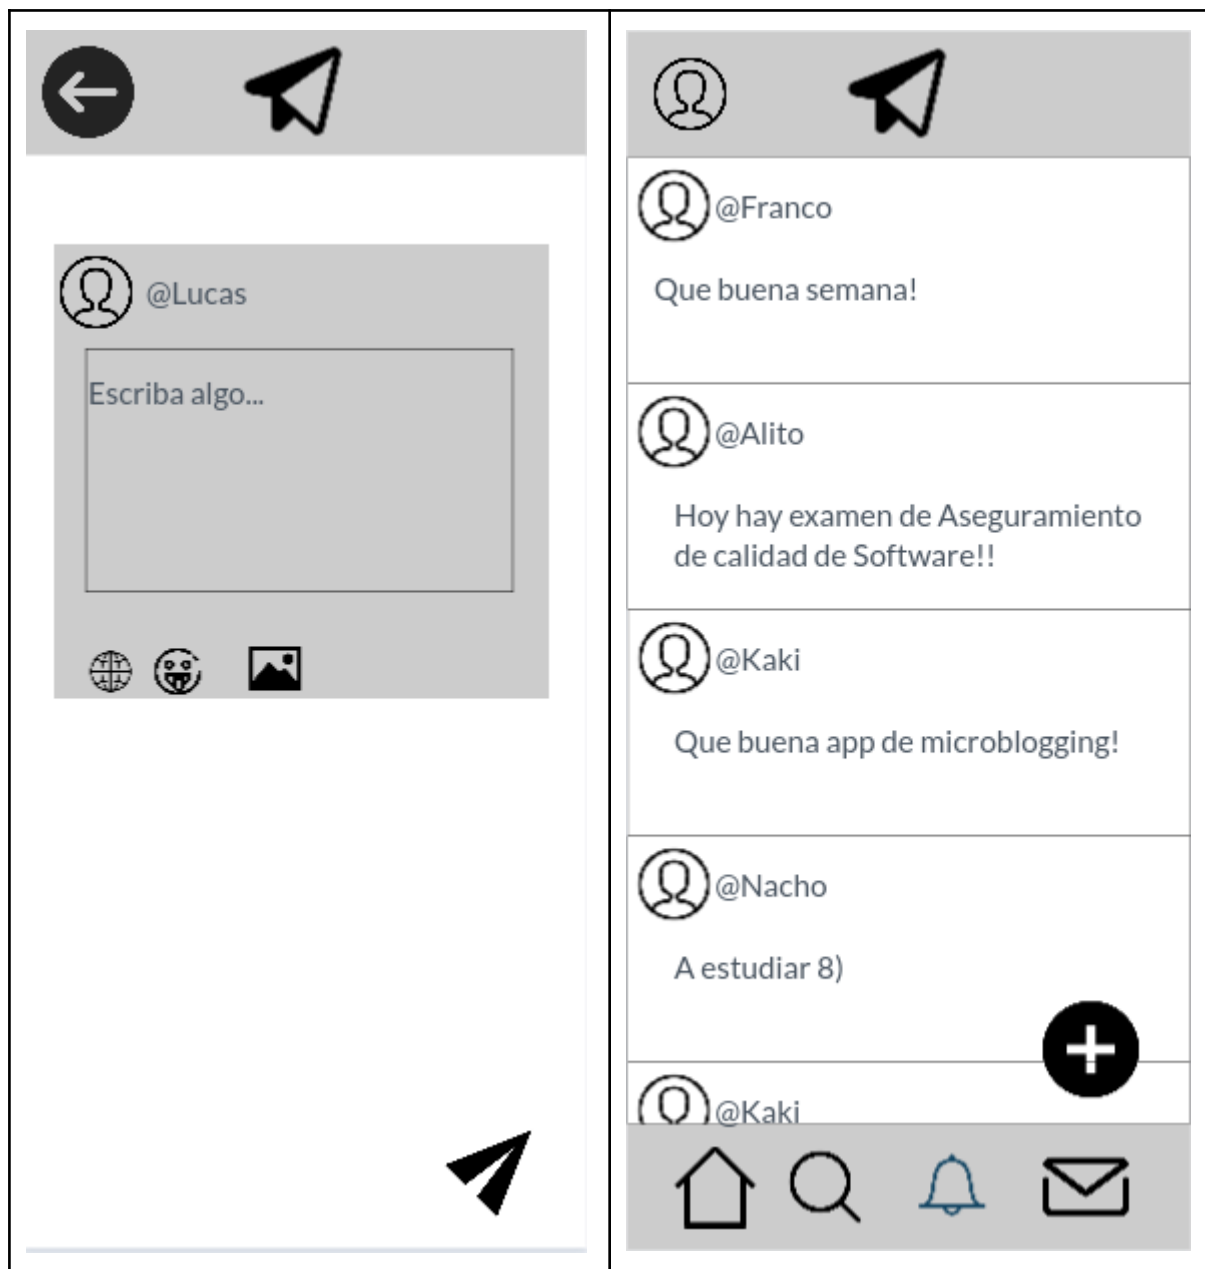 @Lucas
Escriba algo...
@Franco
Que buena semana!
@Alito
Hoy hay examen de Aseguramiento
de calidad de Software!!
@Kaki
Que buena app de microblogging!
@Nacho
A estudiar 8)
@Kaki